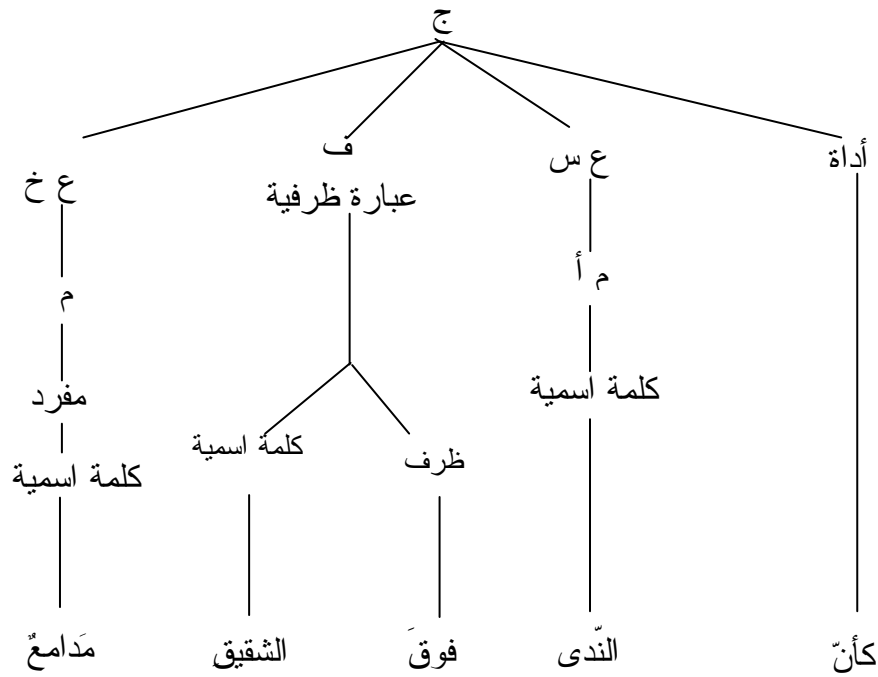 ج
أداة
ع س
ف
ع خ
عبارة ظرفية
م أ
م
كلمة اسمية
مفرد
ظرف
كلمة اسمية
كلمة اسمية
كأنّ
النّدى
فوقَ
الشقيقِ
مَدامعٌ